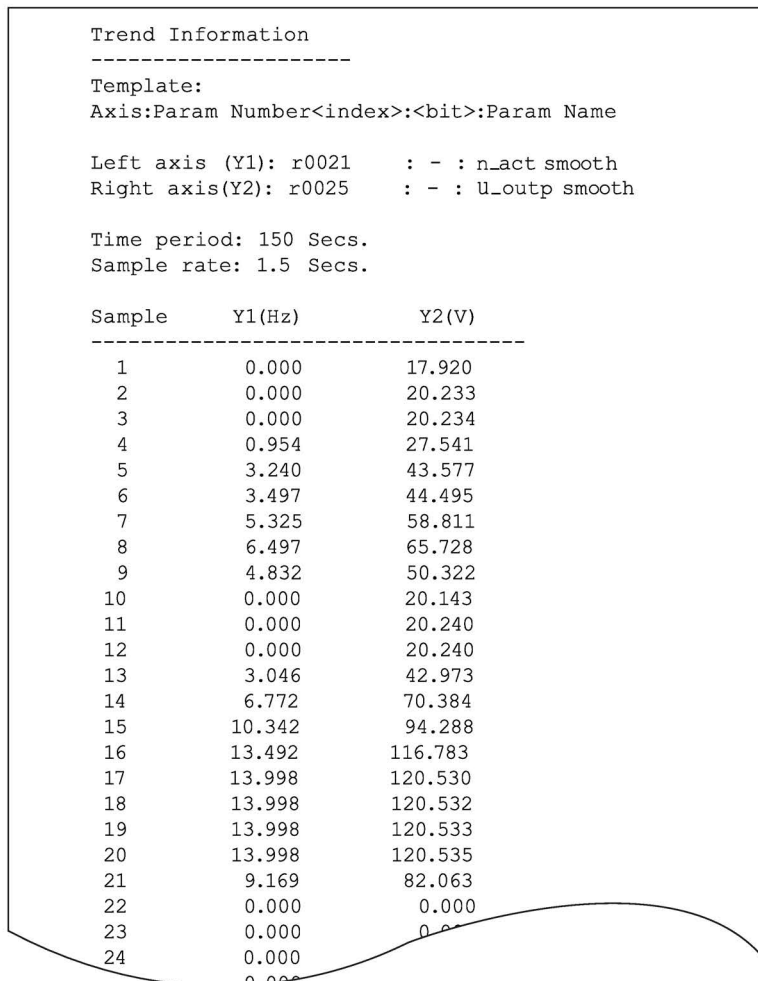 Trend Information
---------------------
Template:
Axis:Param Number<index>:<bit>:Param Name
Left axis (Y1): r0021 : - : n_act smooth
Right axis(Y2): r0025 : - : U_outp smooth
Time period: 150 Secs.
Sample rate: 1.5 Secs.
Sample Y1(Hz) Y2(V)
-----------------------------------
1 0.000 17.920
2 0.000 20.233
3 0.000 20.234
4 0.954 27.541
5 3.240 43.577
6 3.497 44.495
7 5.325 58.811
8 6.497 65.728
9 4.832 50.322
10 0.000 20.143
11 0.000 20.240
12 0.000 20.240
13 3.046 42.973
14 6.772 70.384
15 10.342 94.288
16 13.492 116.783
17 13.998 120.530
18 13.998 120.532
19 13.998 120.533
20 13.998 120.535
21 9.169 82.063
22 0.000 0.000
23 0.000
24 0.000